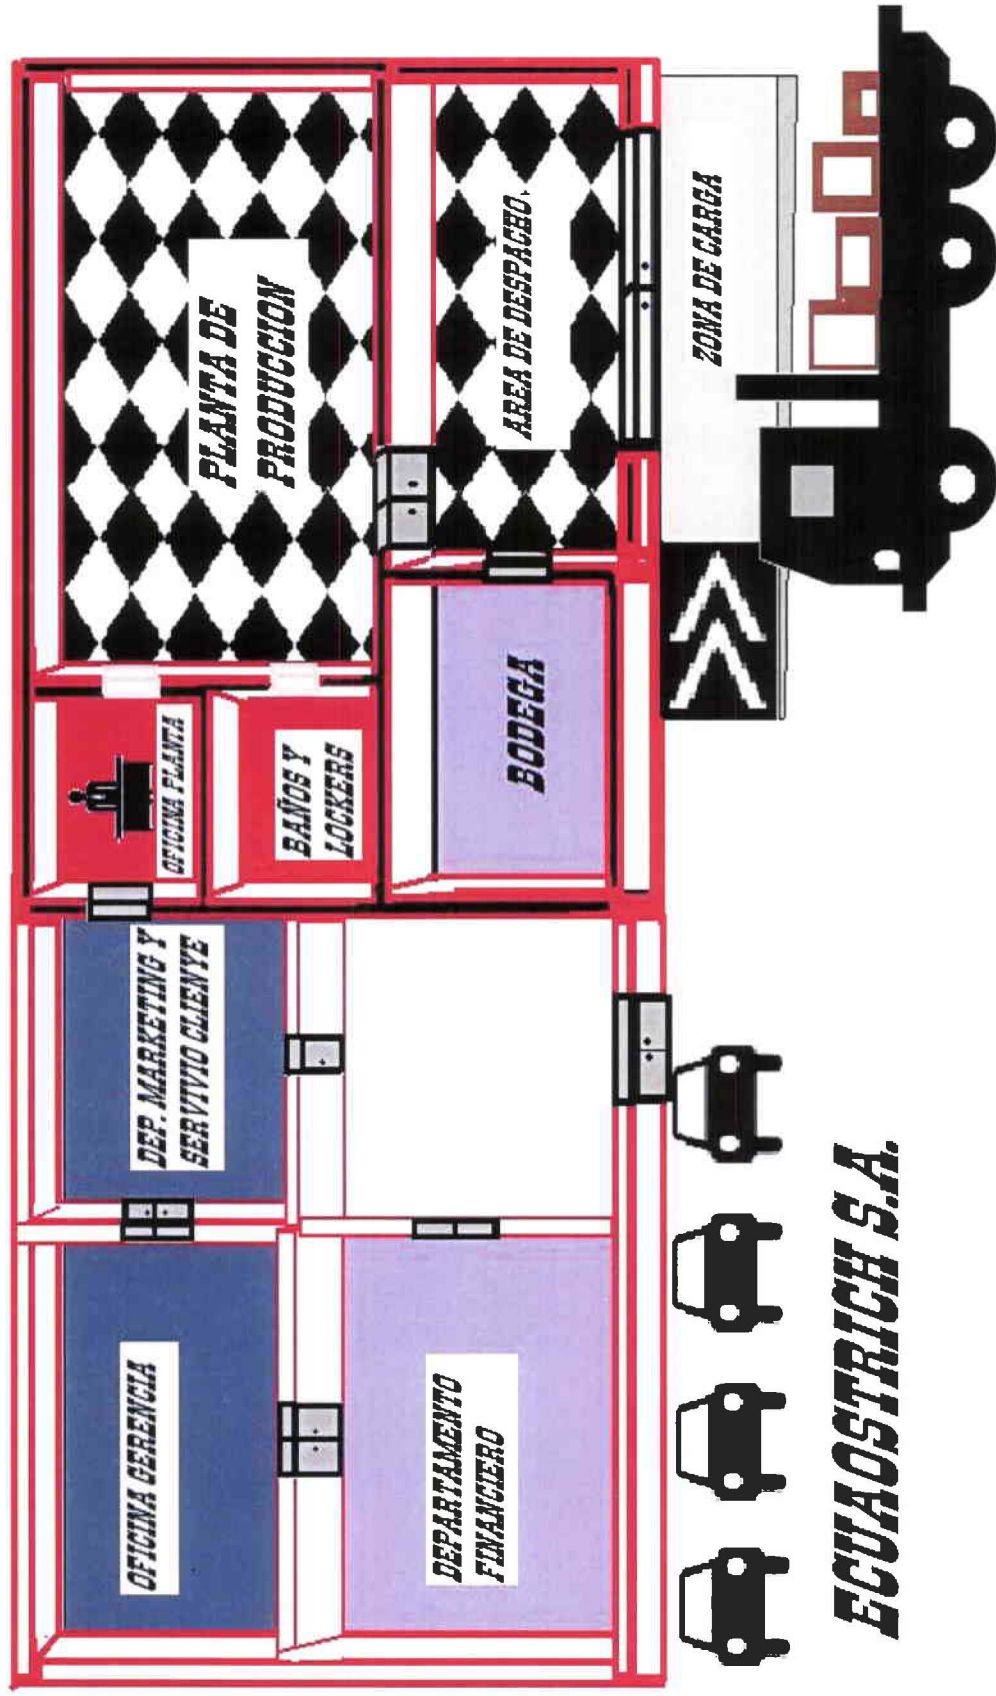 OFICINA GERENCIA
DEP. MARKETING Y
SERVIVIO CLIENYE
OFICINA PLANTA
BAÑOS Y
LOCKERS
PLANTA DE
PRODUCCION
DEPARTAMENTO
FINANCIERO
BODEGA
AREA DE DESPACHO
ZONA DE CARGA
ECUAOSTRICH S.A.